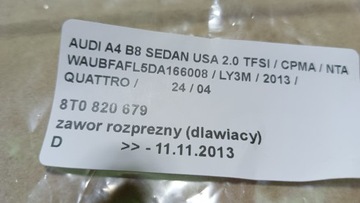 AUDI A4 B8 SEDAN USA 2.0 TFSI / CPMA / NTA
WAUBFAFL5DA166008 / LY3M / 2013 /
QUATTRO / 24 / 04
8T0 820 679
zawor rozprezny (dlawiacy)
D >> - 11.11.2013